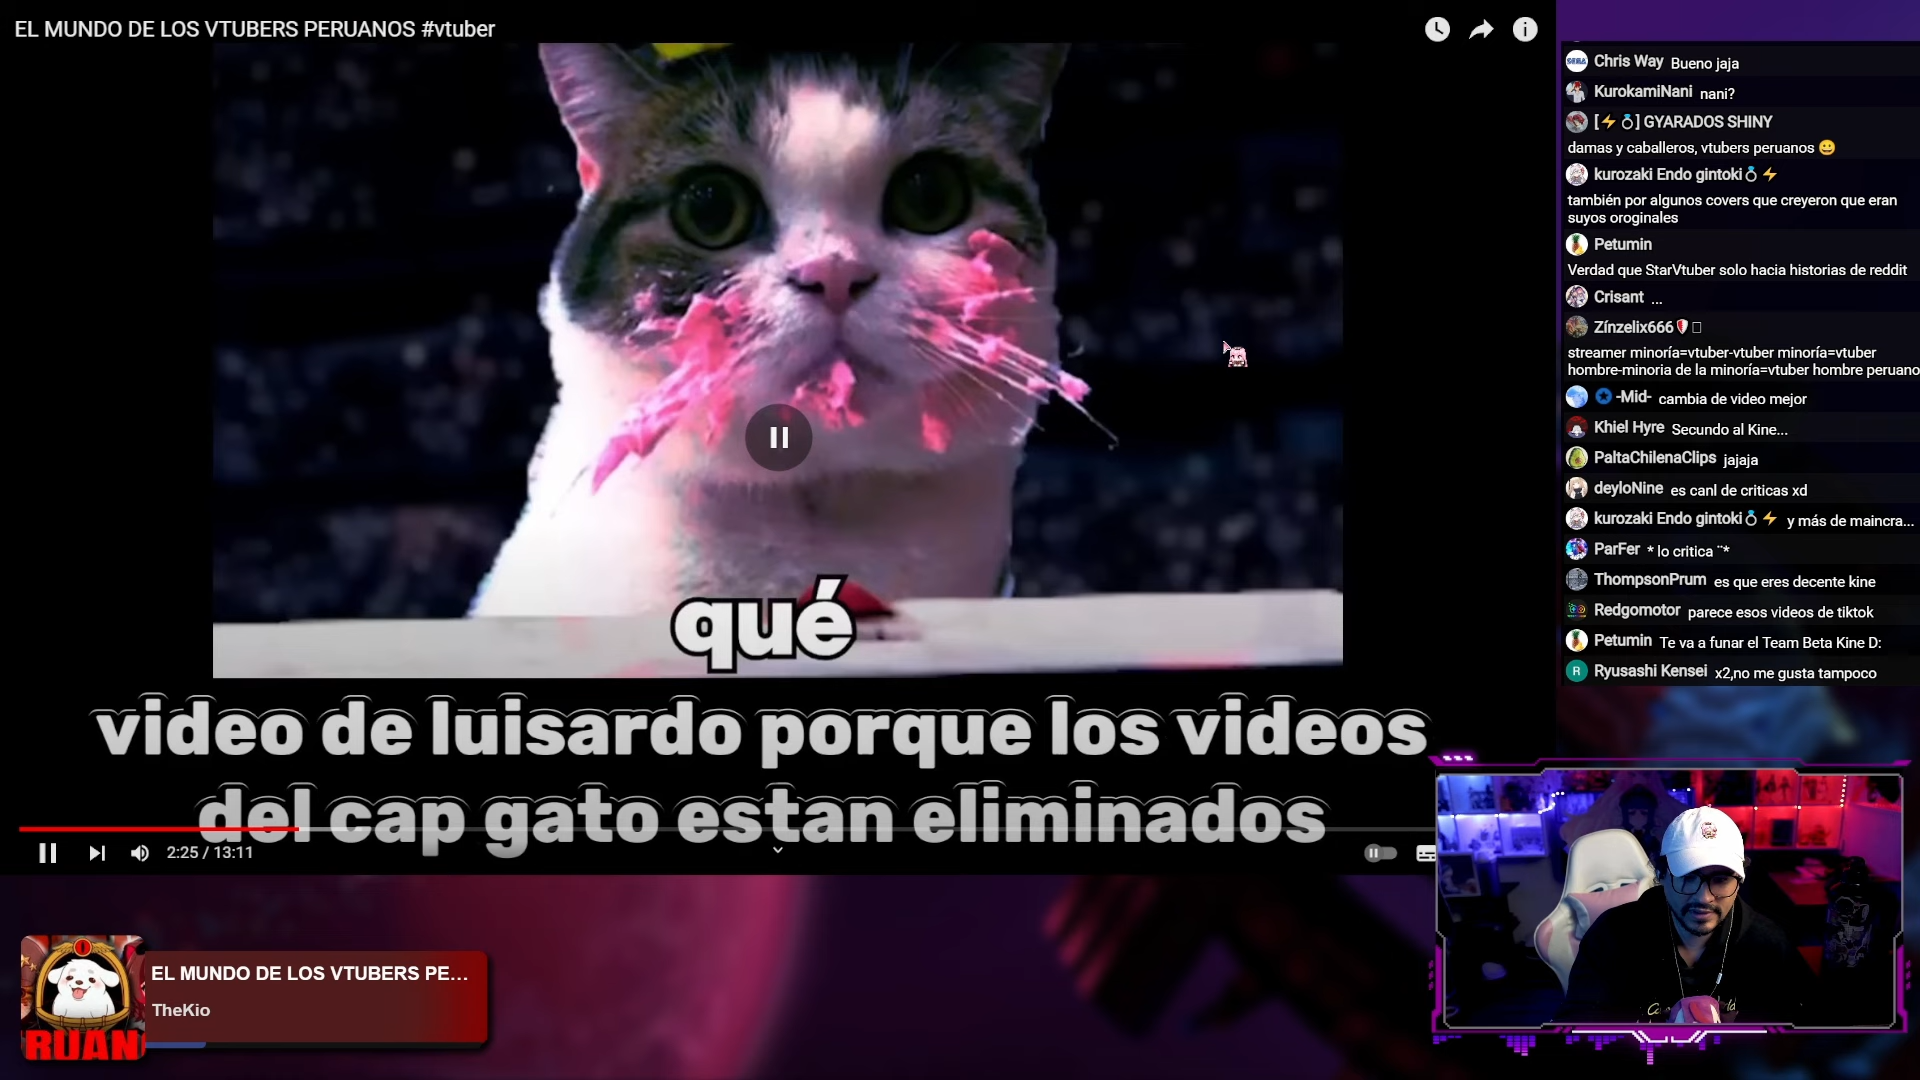 EL MUNDO DE LOS VTUBERS PERUANOS #vtuber
qué
video de luisardo porque los videos
del cap gato estan eliminados
2:25 / 13:11
EL MUNDO DE LOS VTUBERS PE...
TheKio
RUAN
Chris Way Bueno jaja
KurokamiNani nani?
[⚡💍] GYARADOS SHINY
damas y caballeros, vtubers peruanos 😀
kurozaki Endo gintoki💍⚡
también por algunos covers que creyeron que eran
suyos oroginales
Petumin
Verdad que StarVtuber solo hacia historias de reddit
Crisant ...
Zínzelix666
streamer minoría=vtuber-vtuber minoría=vtuber
hombre-minoria de la minoría=vtuber hombre peruano
-Mid- cambia de video mejor
Khiel Hyre Secundo al Kine...
PaltaChilenaClips jajaja
deyloNine es canl de criticas xd
kurozaki Endo gintoki💍⚡ y más de maincra...
ParFer * lo critica ¨*
ThompsonPrum es que eres decente kine
Redgomotor parece esos videos de tiktok
Petumin Te va a funar el Team Beta Kine D:
R Ryusashi Kensei x2,no me gusta tampoco